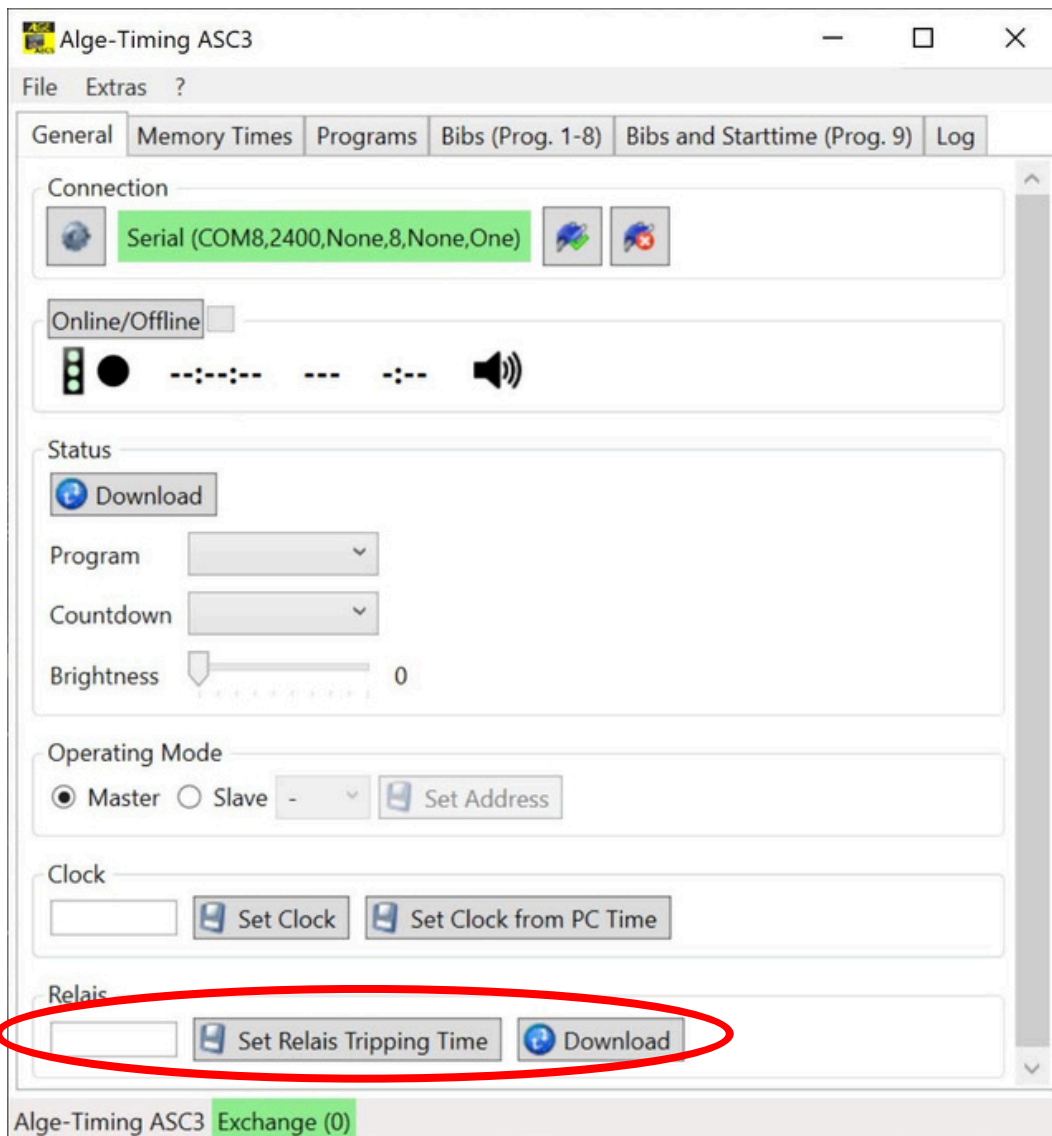 Alge-Timing ASC3
File Extras ?
General Memory Times Programs Bibs (Prog. 1-8) Bibs and Starttime (Prog. 9) Log
Connection
Serial (COM8,2400,None,8,None,One)
Online/Offline
--:--:-- --- -:--
Status
Download
Program
Countdown
Brightness 0
Operating Mode
Master Slave - Set Address
Clock
Set Clock Set Clock from PC Time
Relais
Set Relais Tripping Time Download
Alge-Timing ASC3 Exchange (0)